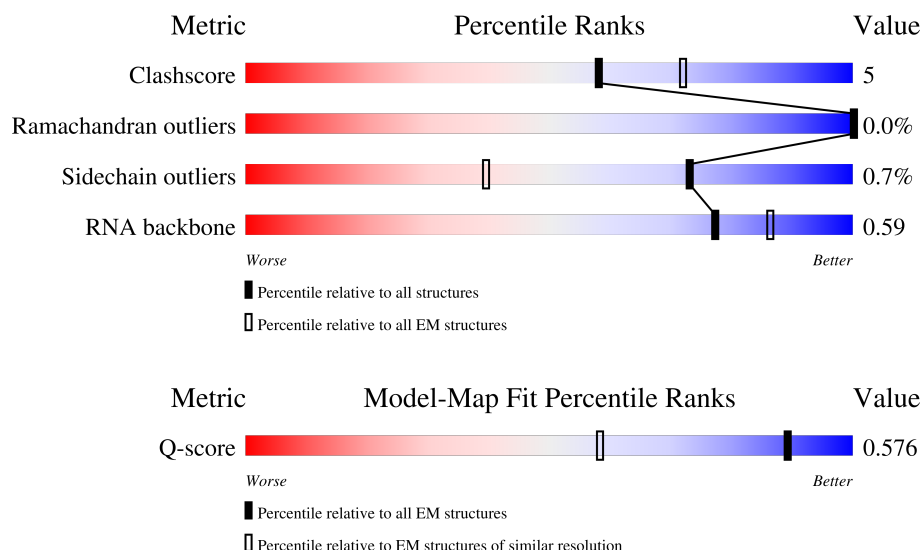 Metric Percentile Ranks Value
Clashscore 5
Ramachandran outliers 0.0%
Sidechain outliers 0.7%
RNA backbone 0.59
Worse Better
Percentile relative to all structures
Percentile relative to all EM structures
Metric Model-Map Fit Percentile Ranks Value
Q-score 0.576
Worse Better
Percentile relative to all EM structures
Percentile relative to EM structures of similar resolution